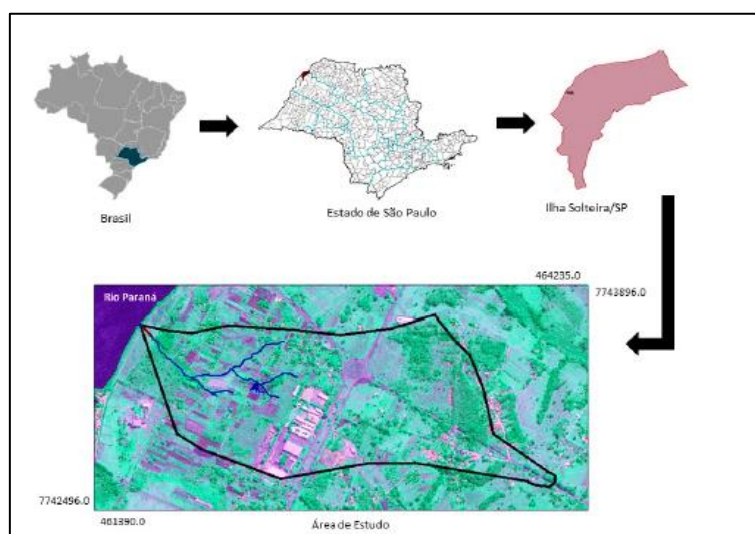 Brasil
Estado de São Paulo
Ilha Solteira/SP
464235.0
7743896.0
Rio Paraná
7742496.0
461890.0
Área de Estudo